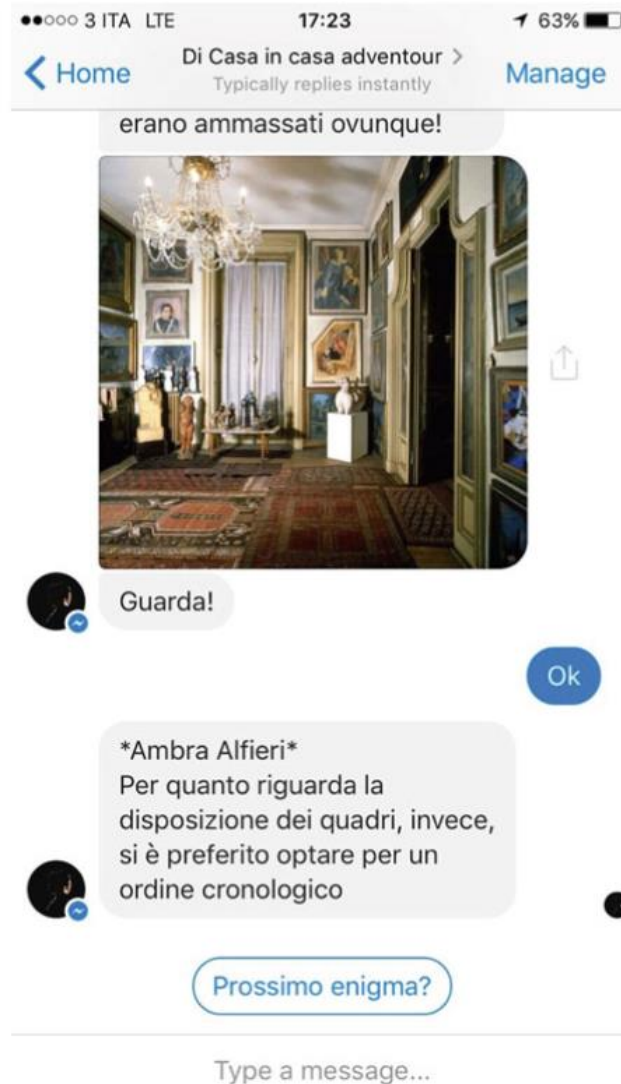 3 ITA LTE 17:23 63%
Home Di Casa in casa adventour > Manage
Typically replies instantly
erano ammassati ovunque!
Guarda!
Ok
*Ambra Alfieri*
Per quanto riguarda la
disposizione dei quadri, invece,
si è preferito optare per un
ordine cronologico
Prossimo enigma?
Type a message...